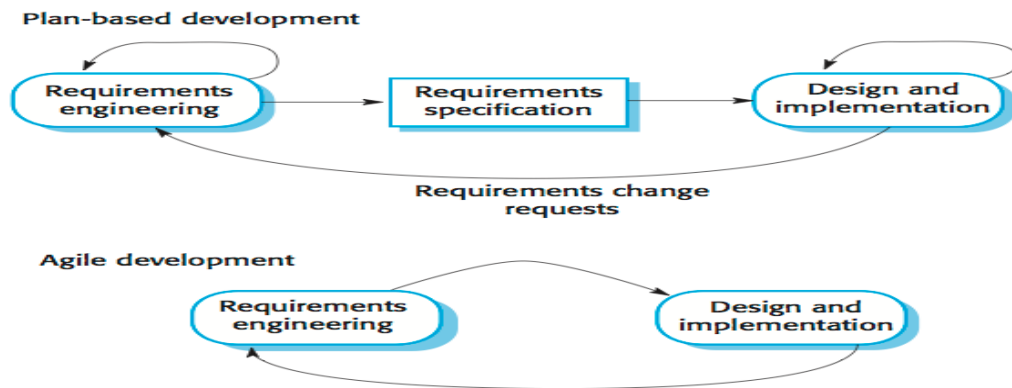 Plan-based development
Requirements
engineering
Requirements
specification
Design and
implementation
Requirements change
requests
Agile development
Requirements
engineering
Design and
implementation